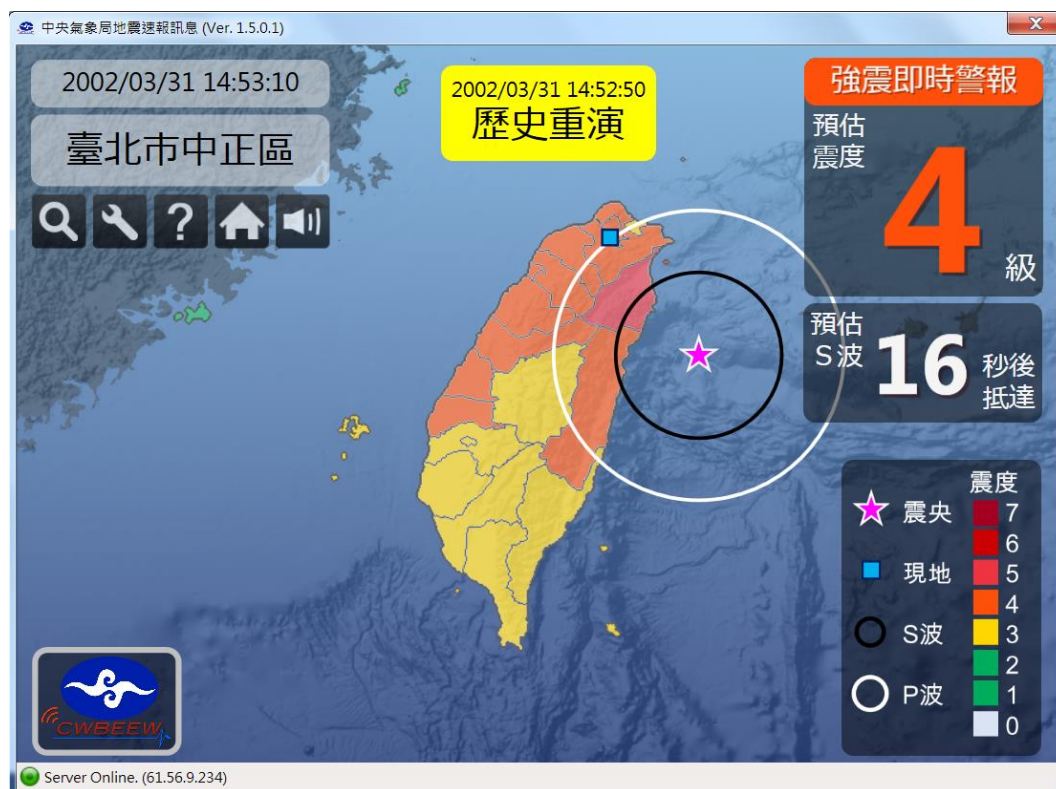 中央氣象局地震速報訊息 (Ver. 1.5.0.1)
2002/03/31 14:53:10
臺北市中正區
2002/03/31 14:52:50
歷史重演
強震即時警報
預估
震度
4
級
預估
S波
16
秒後
抵達
震度
震央
現地
S波
P波
7
6
5
4
3
2
1
0
CWBEEW
Server Online. (61.56.9.234)